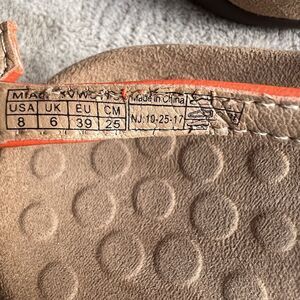 USA UK EU CM
8 6 39 25
Made in China
NJ:10-25-17